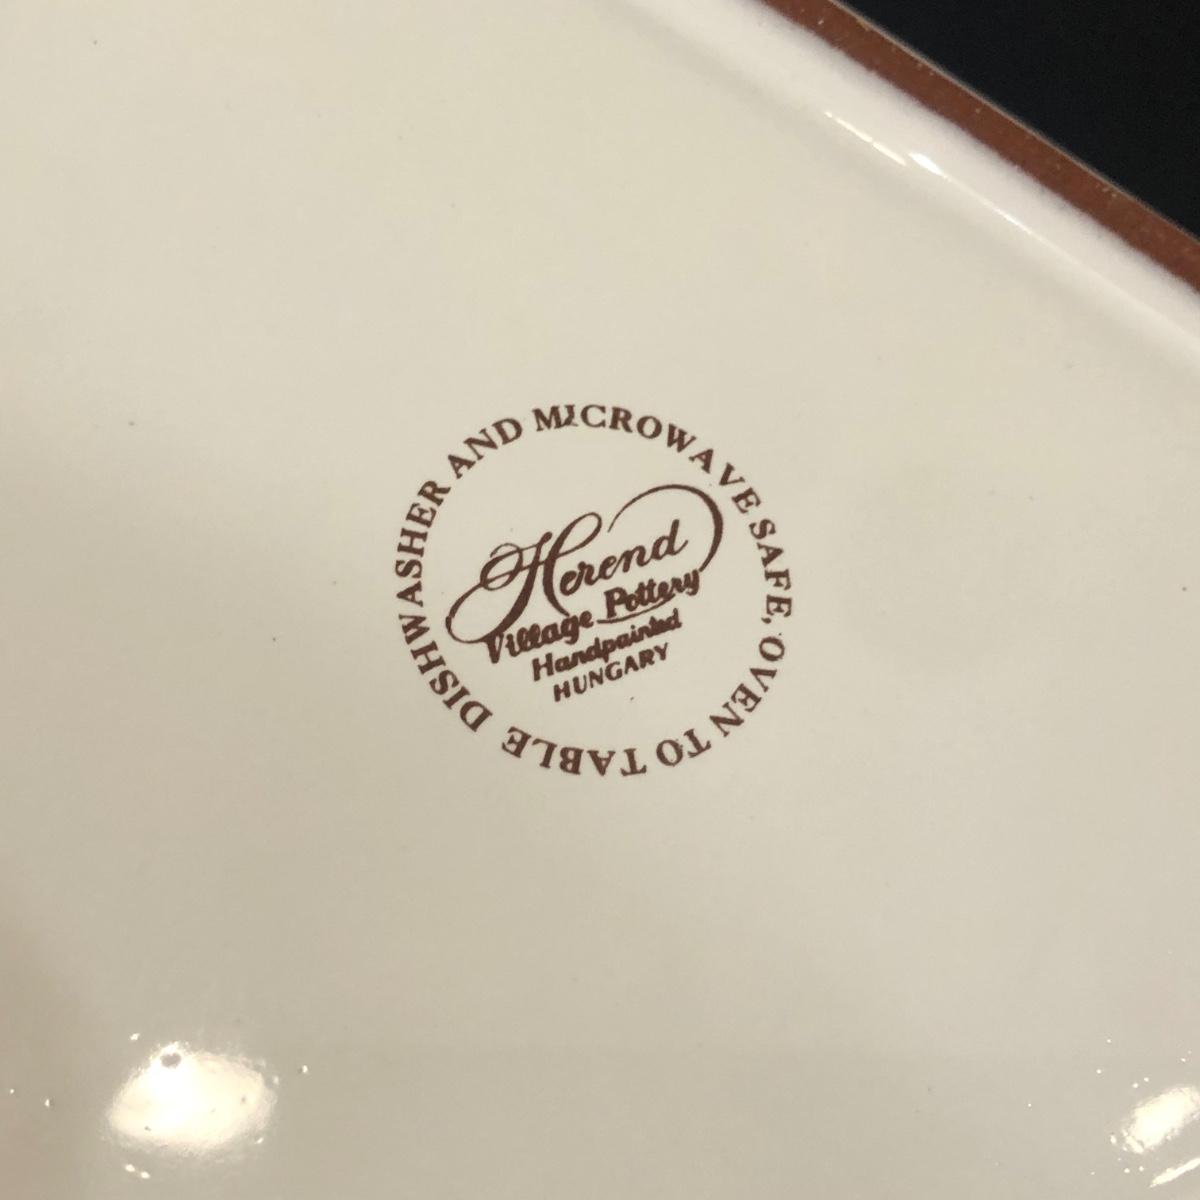 DISHWASHER AND MICROWAVE SAFE, OVEN TO TABLE
Herend
Village Pottery
Handpainted
HUNGARY